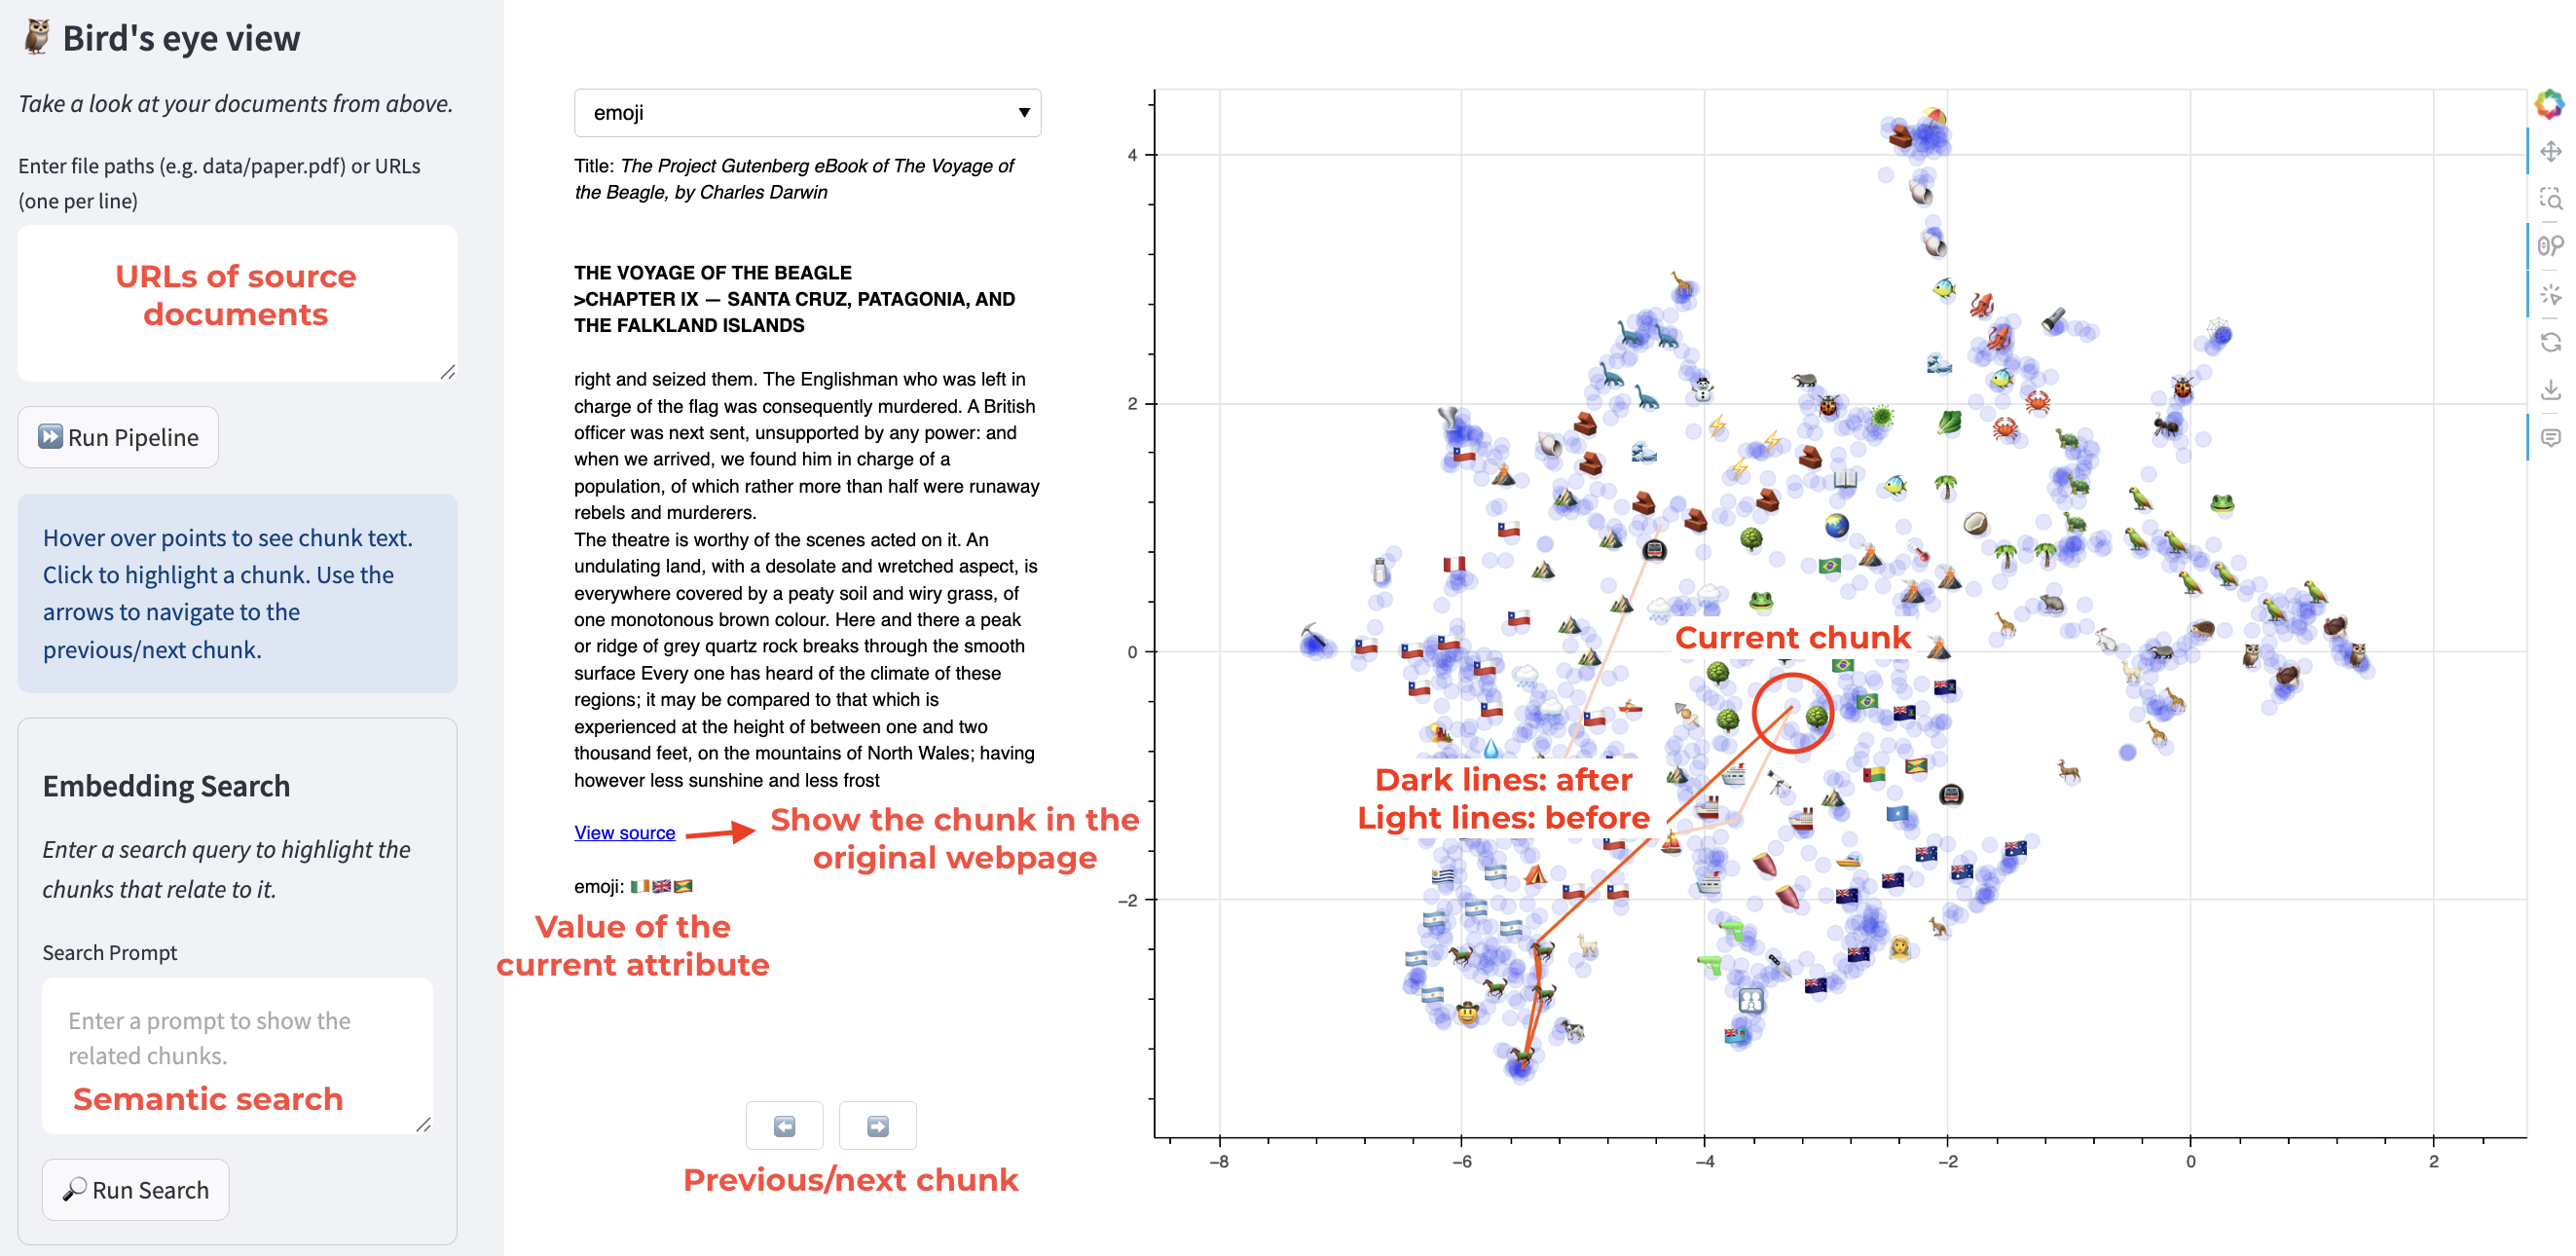 Bird's eye view
Take a look at your documents from above.
Enter file paths (e.g. data/paper.pdf) or URLs
(one per line)
URLs of source
documents
Run Pipeline
Hover over points to see chunk text.
Click to highlight a chunk. Use the
arrows to navigate to the
previous/next chunk.
Embedding Search
Enter a search query to highlight the
chunks that relate to it.
Search Prompt
Enter a prompt to show the
related chunks.
Semantic search
Run Search
emoji
Title: The Project Gutenberg eBook of The Voyage of
the Beagle, by Charles Darwin
THE VOYAGE OF THE BEAGLE
>CHAPTER IX — SANTA CRUZ, PATAGONIA, AND
THE FALKLAND ISLANDS
right and seized them. The Englishman who was left in
charge of the flag was consequently murdered. A British
officer was next sent, unsupported by any power: and
when we arrived, we found him in charge of a
population, of which rather more than half were runaway
rebels and murderers.
The theatre is worthy of the scenes acted on it. An
undulating land, with a desolate and wretched aspect, is
everywhere covered by a peaty soil and wiry grass, of
one monotonous brown colour. Here and there a peak
or ridge of grey quartz rock breaks through the smooth
surface Every one has heard of the climate of these
regions; it may be compared to that which is
experienced at the height of between one and two
thousand feet, on the mountains of North Wales; having
however less sunshine and less frost
View source
Show the chunk in the
original webpage
emoji:
Value of the
current attribute
Previous/next chunk
Current chunk
Dark lines: after
Light lines: before
4
2
0
−2
−8
−6
−4
−2
0
2